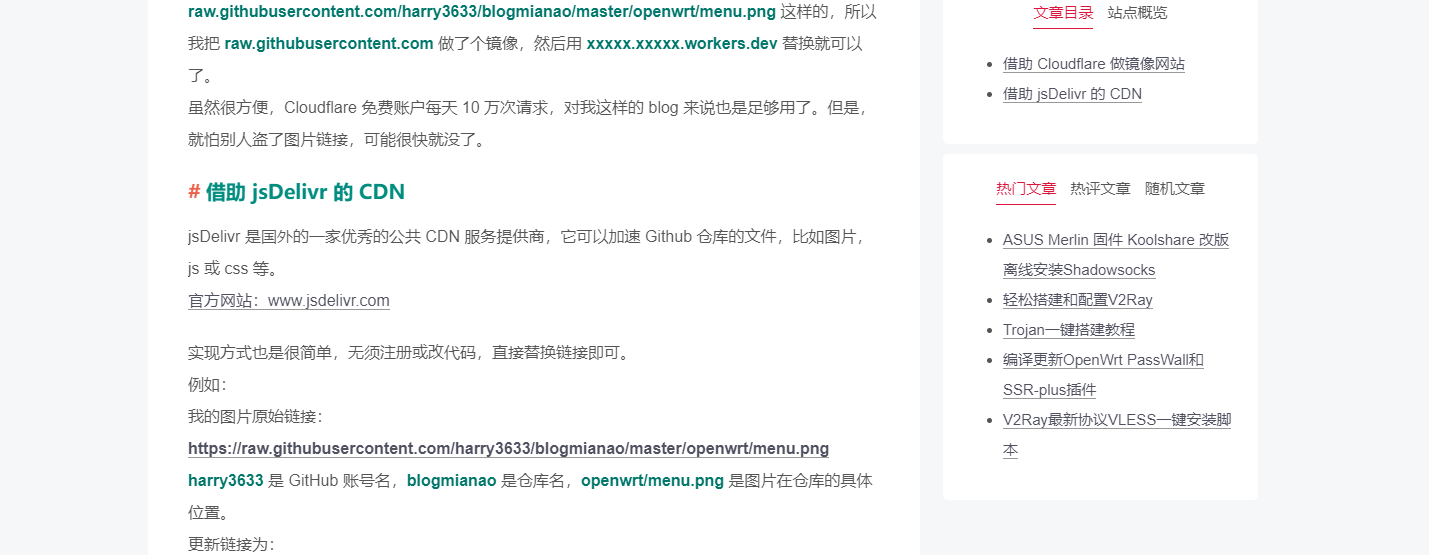 raw.githubusercontent.com/harry3633/blogmianao/master/openwrt/menu.png 这样的，所以
我把 raw.githubusercontent.com 做了个镜像，然后用 xxxxx.xxxxx.workers.dev 替换就可以
了。
虽然很方便，Cloudflare 免费账户每天 10 万次请求，对我这样的 blog 来说也是足够用了。但是，
就怕别人盗了图片链接，可能很快就没了。
# 借助 jsDelivr 的 CDN
jsDelivr 是国外的一家优秀的公共 CDN 服务提供商，它可以加速 Github 仓库的文件，比如图片，
js 或 css 等。
官方网站：www.jsdelivr.com
实现方式也是很简单，无须注册或改代码，直接替换链接即可。
例如：
我的图片原始链接：
https://raw.githubusercontent.com/harry3633/blogmianao/master/openwrt/menu.png
harry3633 是 GitHub 账号名，blogmianao 是仓库名，openwrt/menu.png 是图片在仓库的具体
位置。
更新链接为：
文章目录 站点概览
借助 Cloudflare 做镜像网站
借助 jsDelivr 的 CDN
热门文章 热评文章 随机文章
ASUS Merlin 固件 Koolshare 改版
离线安装Shadowsocks
轻松搭建和配置V2Ray
Trojan一键搭建教程
编译更新OpenWrt PassWall和
SSR-plus插件
V2Ray最新协议VLESS一键安装脚
本